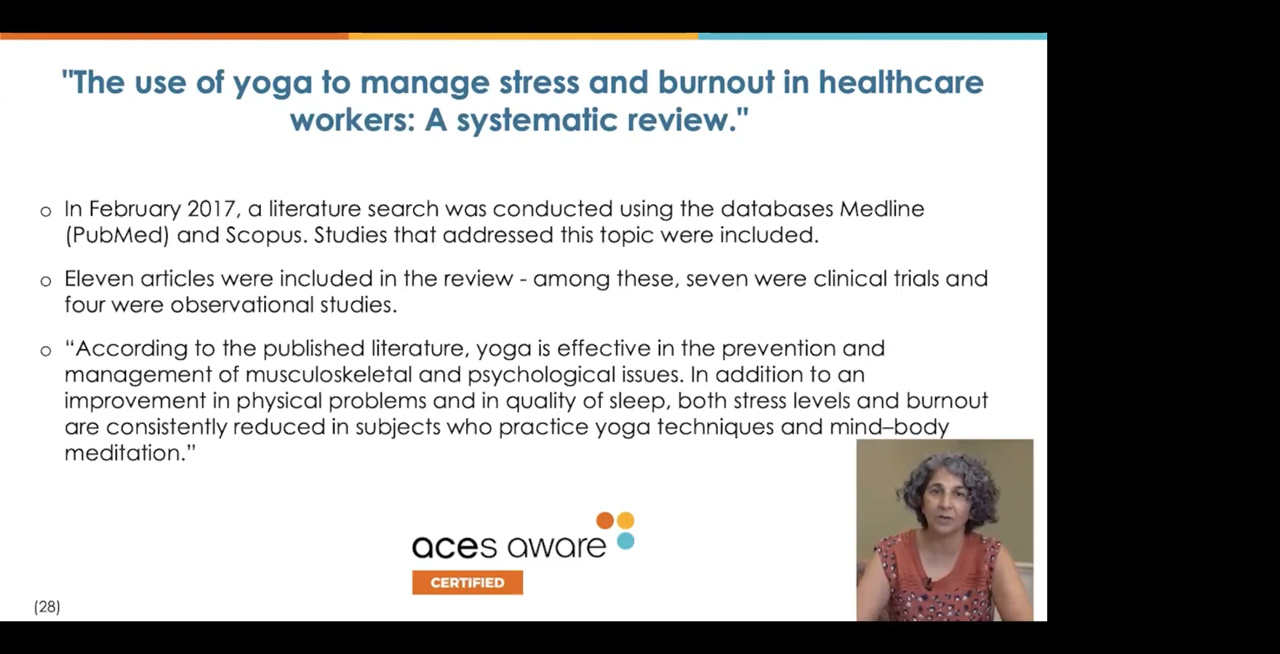 "The use of yoga to manage stress and burnout in healthcare
workers: A systematic review."
o In February 2017, a literature search was conducted using the databases Medline
(PubMed) and Scopus. Studies that addressed this topic were included.
o Eleven articles were included in the review - among these, seven were clinical trials and
four were observational studies.
o “According to the published literature, yoga is effective in the prevention and
management of musculoskeletal and psychological issues. In addition to an
improvement in physical problems and in quality of sleep, both stress levels and burnout
are consistently reduced in subjects who practice yoga techniques and mind–body
meditation.”
aces aware
CERTIFIED
(28)